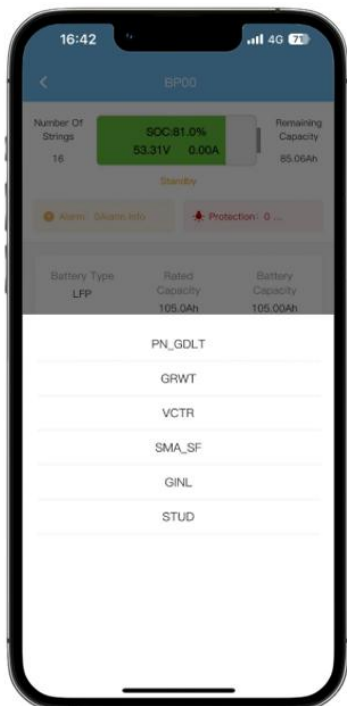 16:42
4G 71
BP00
Number Of
Strings
16
SOC:81.0%
53.31V 0.00A
Remaining
Capacity
85.06Ah
Standby
Alarm: 0Alarm info
Protection: 0 ...
Battery Type
LFP
Rated
Capacity
105.0Ah
Battery
Capacity
105.00Ah
PN_GDLT
GRWT
VCTR
SMA_SF
GINL
STUD